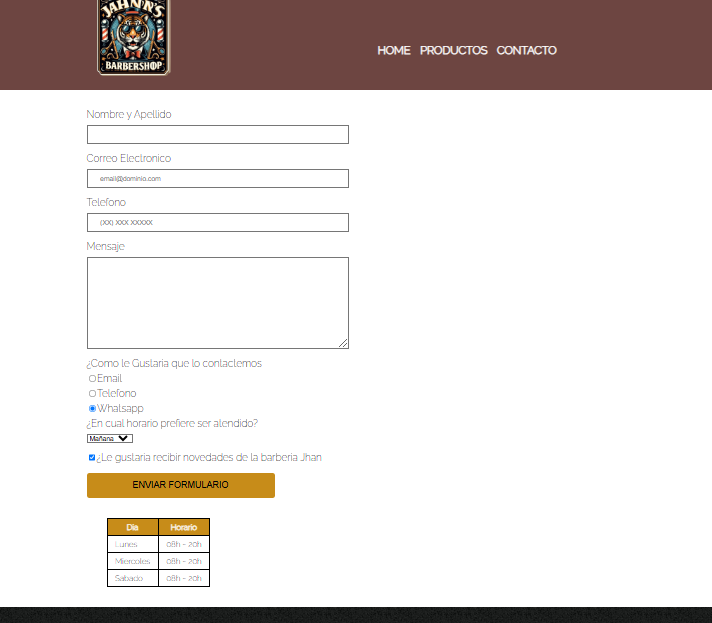 JAHNR'S
BARBERSHOP
HOME PRODUCTOS CONTACTO
Nombre y Apellido
Correo Electronico
email@dominio.com
Telefono
(XX) XXX XXXXX
Mensaje
¿Como le Gustaria que lo contactemos
Email
Telefono
Whatsapp
¿En cual horario prefiere ser atendido?
Mañana
¿Le gustaria recibir novedades de la barberia Jhan
ENVIAR FORMULARIO
Dia Horario
Lunes 08h - 20h
Miercoles 08h - 20h
Sabado 08h - 20h